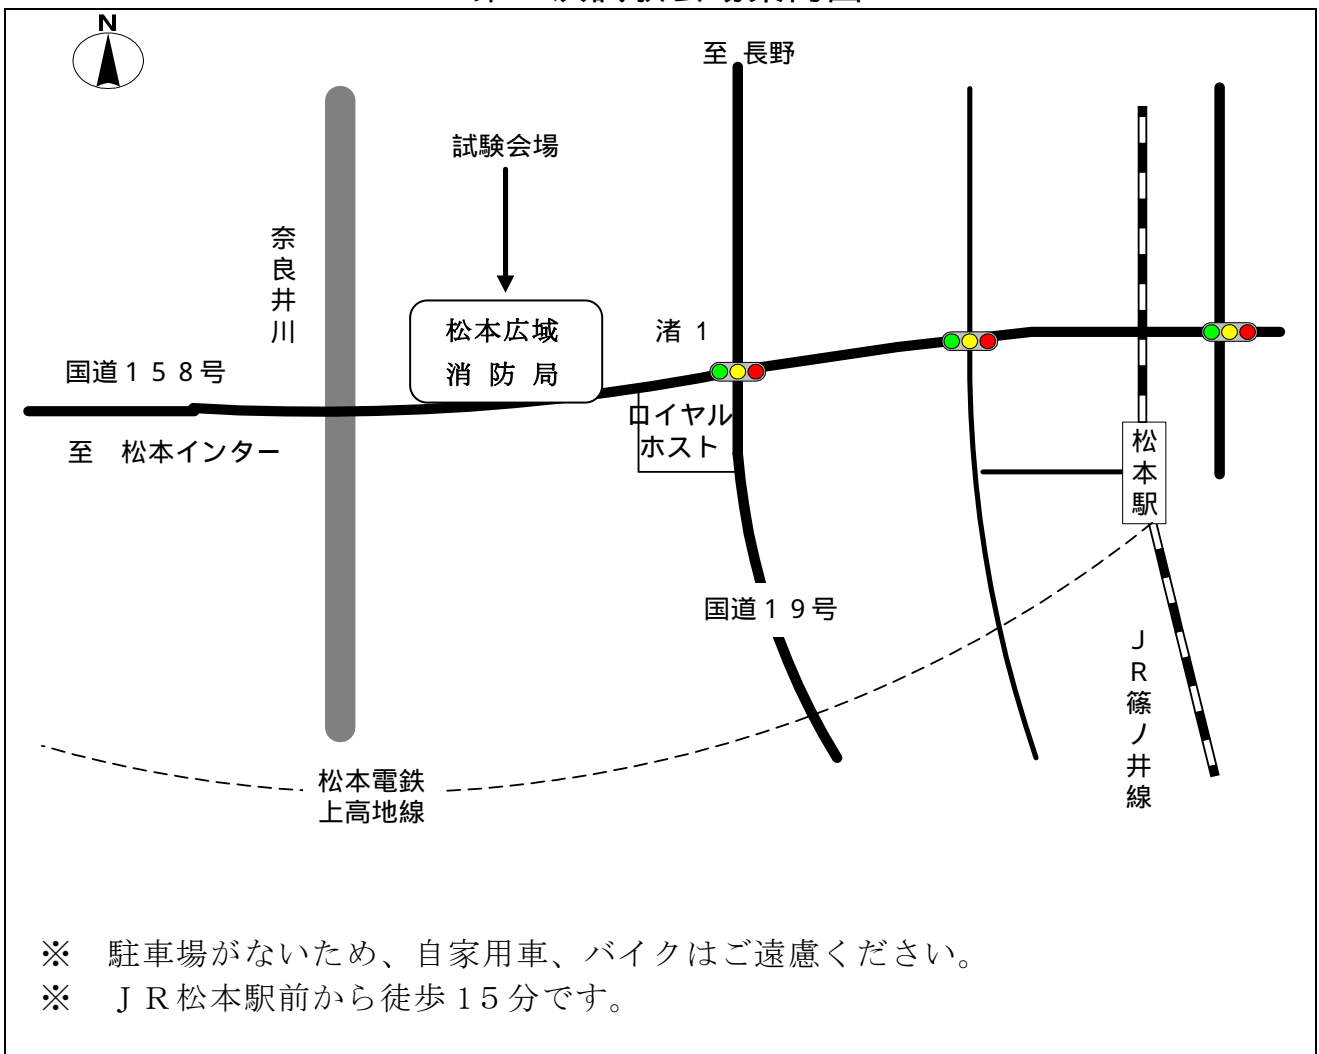 N
至 長野
試験会場
奈良井川
松本広域
消 防 局
渚 1
国道158号
至 松本インター
ロイヤル
ホスト
松本駅
国道19号
JR篠ノ井線
松本電鉄
上高地線
※ 駐車場がないため、自家用車、バイクはご遠慮ください。
※ JR松本駅前から徒歩15分です。